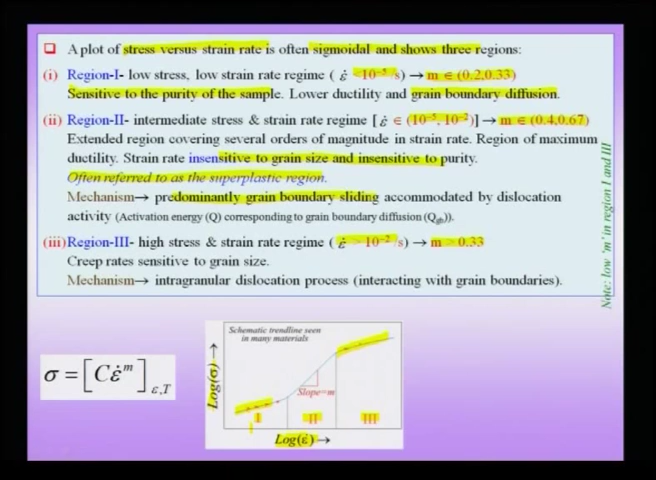 ❑ A plot of stress versus strain rate is often sigmoidal and shows three regions:
(i) Region-I- low stress, low strain rate regime ( ε̇ <10⁻⁵ /s) → m ∈ (0.2,0.33)
Sensitive to the purity of the sample. Lower ductility and grain boundary diffusion.
(ii) Region-II- intermediate stress & strain rate regime [ε̇ ∈ (10⁻⁵, 10⁻²)] → m ∈ (0.4,0.67)
Extended region covering several orders of magnitude in strain rate. Region of maximum
ductility. Strain rate insensitive to grain size and insensitive to purity.
Often referred to as the superplastic region.
Mechanism→ predominantly grain boundary sliding accommodated by dislocation
activity (Activation energy (Q) corresponding to grain boundary diffusion (Qgb)).
(iii) Region-III- high stress & strain rate regime ( ε̇ > 10⁻² /s) → m > 0.33
Creep rates sensitive to grain size.
Mechanism→ intragranular dislocation process (interacting with grain boundaries).
Note: low 'm' in region I and III
σ = [Cε̇ᵐ] ε,T
Schematic trendline seen
in many materials
Log(σ) →
Slope=m
I II III
Log(ε̇) →